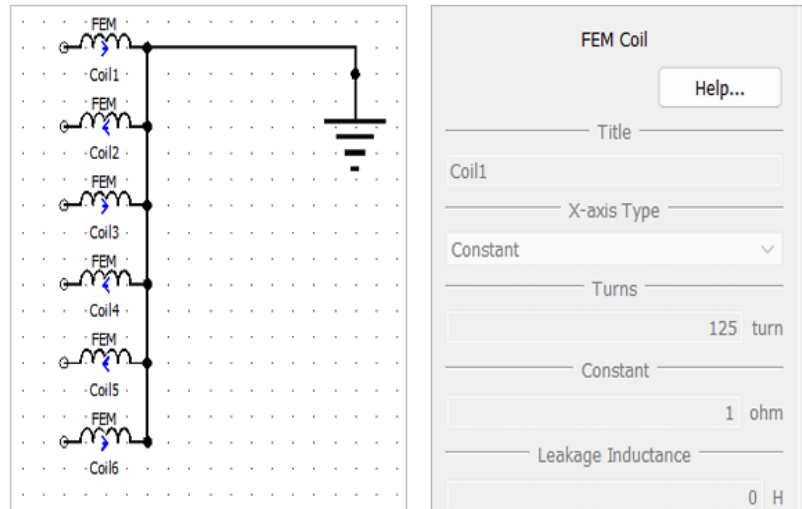 FEM
Coil1
FEM
Coil2
FEM
Coil3
FEM
Coil4
FEM
Coil5
FEM
Coil6
FEM Coil
Help...
Title
Coil1
X-axis Type
Constant
Turns
125 turn
Constant
1 ohm
Leakage Inductance
0 H